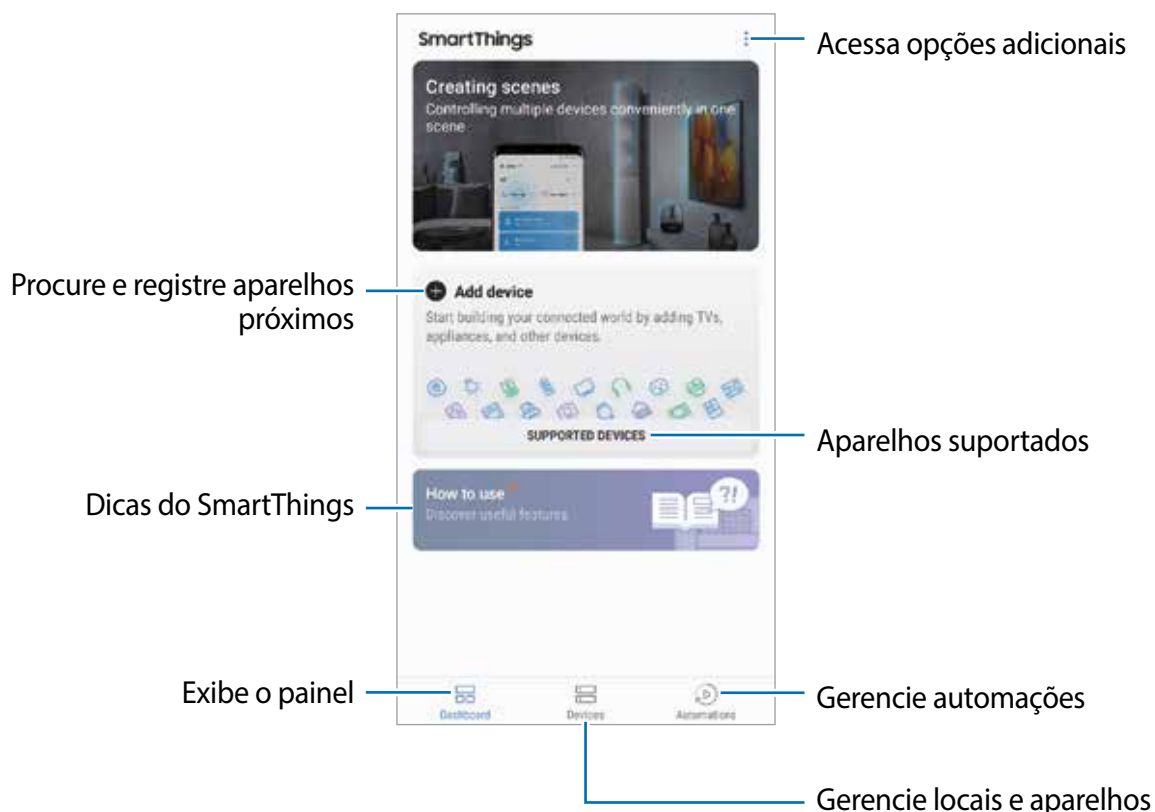 SmartThings
Acessa opções adicionais
Creating scenes
Controlling multiple devices conveniently in one
scene
Procure e registre aparelhos
próximos
Add device
Start building your connected world by adding TVs,
appliances, and other devices.
SUPPORTED DEVICES
Aparelhos suportados
Dicas do SmartThings
How to use
Discover useful features
?!
Exibe o painel
Dashboard
Devices
Automations
Gerencie automações
Gerencie locais e aparelhos